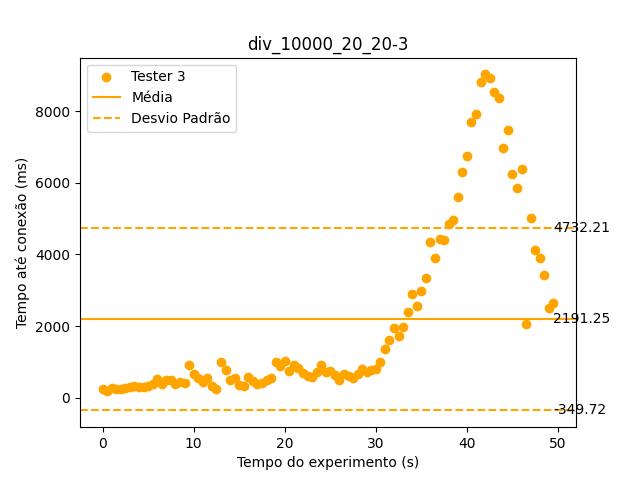 div_10000_20_20-3
Tester 3
Média
Desvio Padrão
Tempo até conexão (ms)
8000
6000
4000
2000
0
4732.21
2191.25
-349.72
0 10 20 30 40 50
Tempo do experimento (s)